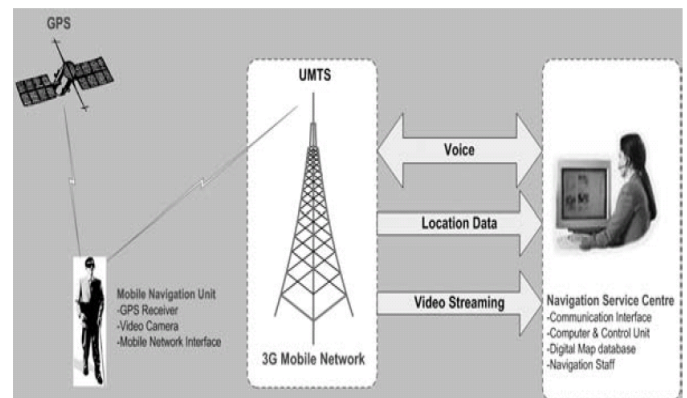 GPS
UMTS
Voice
Location Data
Video Streaming
Mobile Navigation Unit
-GPS Receiver
-Video Camera
-Mobile Network Interface
3G Mobile Network
Navigation Service Centre
-Communication Interface
-Computer & Control Unit
-Digital Map database
-Navigation Staff